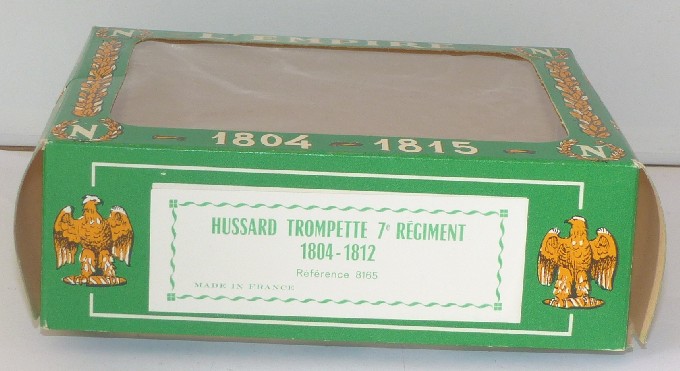 L'EMPIRE
N N
N N
1804 - 1815
HUSSARD TROMPETTE 7e RÉGIMENT
1804-1812
Référence 8165
MADE IN FRANCE